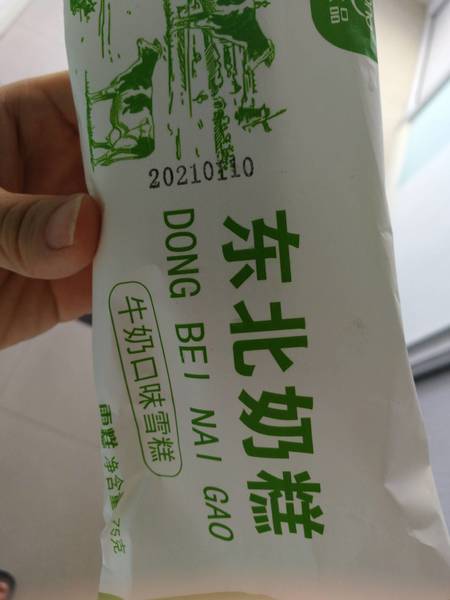 品
20210110
东北奶糕
DONG BEI NAI GAO
牛奶口味雪糕
雪糕 净含量 75克